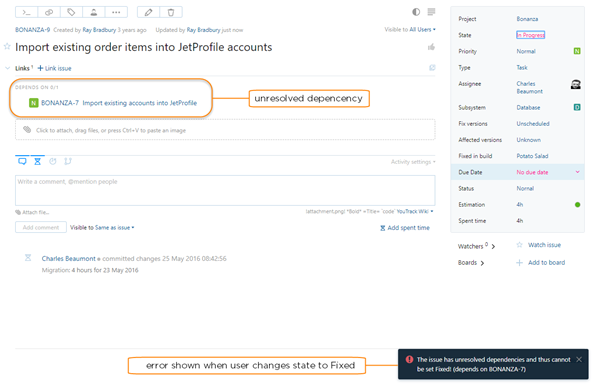 BONANZA-9 Created by Ray Bradbury 3 years ago Updated by Ray Bradbury just now
Visible to All Users
Import existing order items into JetProfile accounts
Links 1 + Link issue
DEPENDS ON 0/1
N BONANZA-7 Import existing accounts into JetProfile
unresolved depencency
Click to attach, drag files, or press Ctrl+V to paste an image
Activity settings
Write a comment, @mention people
Attach file...
!attachment.png! *Bold* =Title= `code` YouTrack Wiki
Add comment
Visible to Same as issue
Add spent time
Charles Beaumont committed changes 25 May 2016 08:42:56
Migration: 4 hours for 23 May 2016
Project Bonanza
State In Progress
Priority Normal N
Type Task
Assignee Charles Beaumont
Subsystem Database D
Fix versions Unscheduled
Affected versions Unknown
Fixed in build Potato Salad
Due Date No due date
Status Nornal
Estimation 4h
Spent time 4h
Watchers 0 Watch issue
Boards + Add to board
error shown when user changes state to Fixed
The issue has unresolved dependencies and thus cannot
be set Fixed! (depends on BONANZA-7)